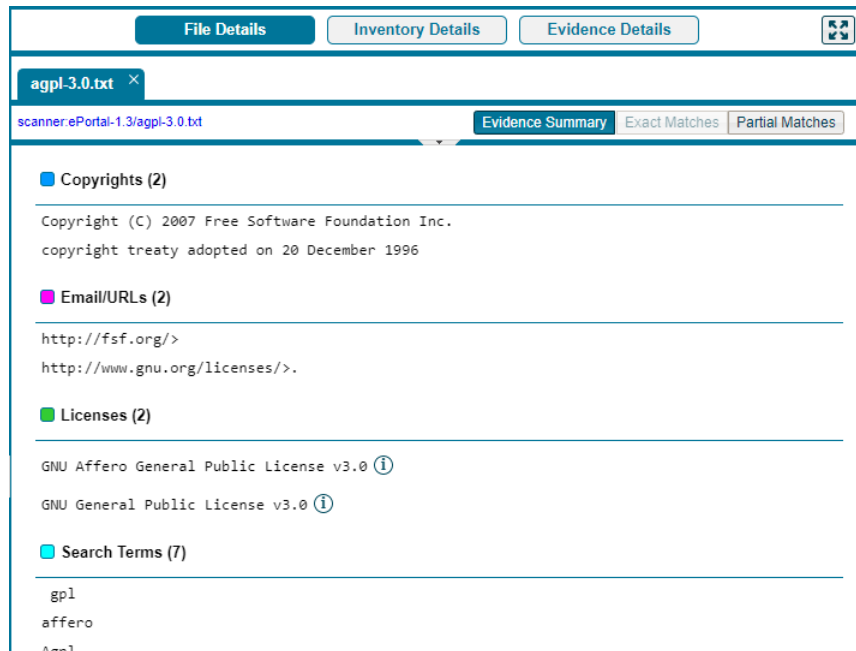 File Details
Inventory Details
Evidence Details
agpl-3.0.txt ×
scanner:ePortal-1.3/agpl-3.0.txt
Evidence Summary
Exact Matches
Partial Matches
Copyrights (2)
Copyright (C) 2007 Free Software Foundation Inc.
copyright treaty adopted on 20 December 1996
Email/URLs (2)
http://fsf.org/>
http://www.gnu.org/licenses/>.
Licenses (2)
GNU Affero General Public License v3.0
GNU General Public License v3.0
Search Terms (7)
gpl
affero
Agpl